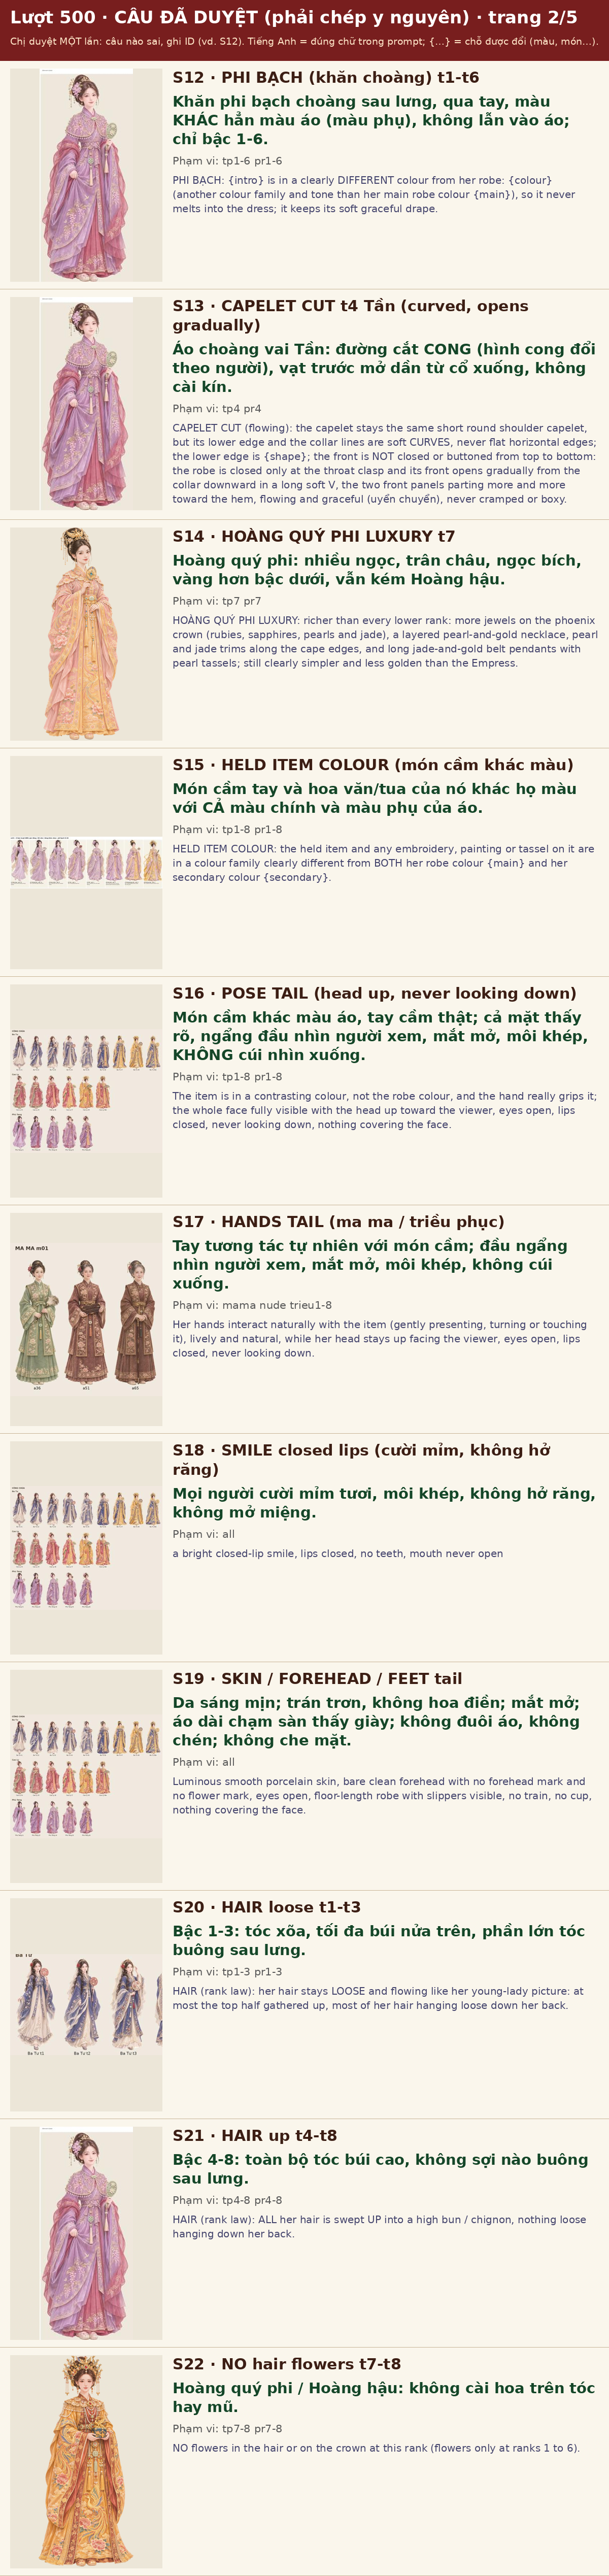 Lượt 500 · CÂU ĐÃ DUYỆT (phải chép y nguyên) · trang 2/5
Chị duyệt MỘT lần: câu nào sai, ghi ID (vd. S12). Tiếng Anh = đúng chữ trong prompt; {...} = chỗ được đổi (màu, món...).
S12 · PHI BẠCH (khăn choàng) t1-t6
Khăn phi bạch choàng sau lưng, qua tay, màu
KHÁC hẳn màu áo (màu phụ), không lẫn vào áo;
chỉ bậc 1-6.
Phạm vi: tp1-6 pr1-6
PHI BẠCH: {intro} is in a clearly DIFFERENT colour from her robe: {colour}
(another colour family and tone than her main robe colour {main}), so it never
melts into the dress; it keeps its soft graceful drape.
S13 · CAPELET CUT t4 Tần (curved, opens
gradually)
Áo choàng vai Tần: đường cắt CONG (hình cong đổi
theo người), vạt trước mở dần từ cổ xuống, không
cài kín.
Phạm vi: tp4 pr4
CAPELET CUT (flowing): the capelet stays the same short round shoulder capelet,
but its lower edge and the collar lines are soft CURVES, never flat horizontal edges;
the lower edge is {shape}; the front is NOT closed or buttoned from top to bottom:
the robe is closed only at the throat clasp and its front opens gradually from the
collar downward in a long soft V, the two front panels parting more and more
toward the hem, flowing and graceful (uyển chuyển), never cramped or boxy.
S14 · HOÀNG QUÝ PHI LUXURY t7
Hoàng quý phi: nhiều ngọc, trân châu, ngọc bích,
vàng hơn bậc dưới, vẫn kém Hoàng hậu.
Phạm vi: tp7 pr7
HOÀNG QUÝ PHI LUXURY: richer than every lower rank: more jewels on the phoenix
crown (rubies, sapphires, pearls and jade), a layered pearl-and-gold necklace, pearl
and jade trims along the cape edges, and long jade-and-gold belt pendants with
pearl tassels; still clearly simpler and less golden than the Empress.
S15 · HELD ITEM COLOUR (món cầm khác màu)
Món cầm tay và hoa văn/tua của nó khác họ màu
với CẢ màu chính và màu phụ của áo.
Phạm vi: tp1-8 pr1-8
HELD ITEM COLOUR: the held item and any embroidery, painting or tassel on it are
in a colour family clearly different from BOTH her robe colour {main} and her
secondary colour {secondary}.
S16 · POSE TAIL (head up, never looking down)
Món cầm khác màu áo, tay cầm thật; cả mặt thấy
rõ, ngẩng đầu nhìn người xem, mắt mở, môi khép,
KHÔNG cúi nhìn xuống.
Phạm vi: tp1-8 pr1-8
The item is in a contrasting colour, not the robe colour, and the hand really grips it;
the whole face fully visible with the head up toward the viewer, eyes open, lips
closed, never looking down, nothing covering the face.
S17 · HANDS TAIL (ma ma / triều phục)
MA MA m01
Tay tương tác tự nhiên với món cầm; đầu ngẩng
nhìn người xem, mắt mở, môi khép, không cúi
xuống.
Phạm vi: mama nude trieu1-8
Her hands interact naturally with the item (gently presenting, turning or touching
it), lively and natural, while her head stays up facing the viewer, eyes open, lips
closed, never looking down.
S18 · SMILE closed lips (cười mỉm, không hở
răng)
Mọi người cười mỉm tươi, môi khép, không hở răng,
không mở miệng.
Phạm vi: all
a bright closed-lip smile, lips closed, no teeth, mouth never open
S19 · SKIN / FOREHEAD / FEET tail
Da sáng mịn; trán trơn, không hoa điền; mắt mở;
áo dài chạm sàn thấy giày; không đuôi áo, không
chén; không che mặt.
Phạm vi: all
Luminous smooth porcelain skin, bare clean forehead with no forehead mark and
no flower mark, eyes open, floor-length robe with slippers visible, no train, no cup,
nothing covering the face.
S20 · HAIR loose t1-t3
Bậc 1-3: tóc xõa, tối đa búi nửa trên, phần lớn tóc
buông sau lưng.
Phạm vi: tp1-3 pr1-3
HAIR (rank law): her hair stays LOOSE and flowing like her young-lady picture: at
most the top half gathered up, most of her hair hanging loose down her back.
Ba Tư t1
Ba Tư t2
Ba Tư t3
S21 · HAIR up t4-t8
Bậc 4-8: toàn bộ tóc búi cao, không sợi nào buông
sau lưng.
Phạm vi: tp4-8 pr4-8
HAIR (rank law): ALL her hair is swept UP into a high bun / chignon, nothing loose
hanging down her back.
S22 · NO hair flowers t7-t8
Hoàng quý phi / Hoàng hậu: không cài hoa trên tóc
hay mũ.
Phạm vi: tp7-8 pr7-8
NO flowers in the hair or on the crown at this rank (flowers only at ranks 1 to 6).